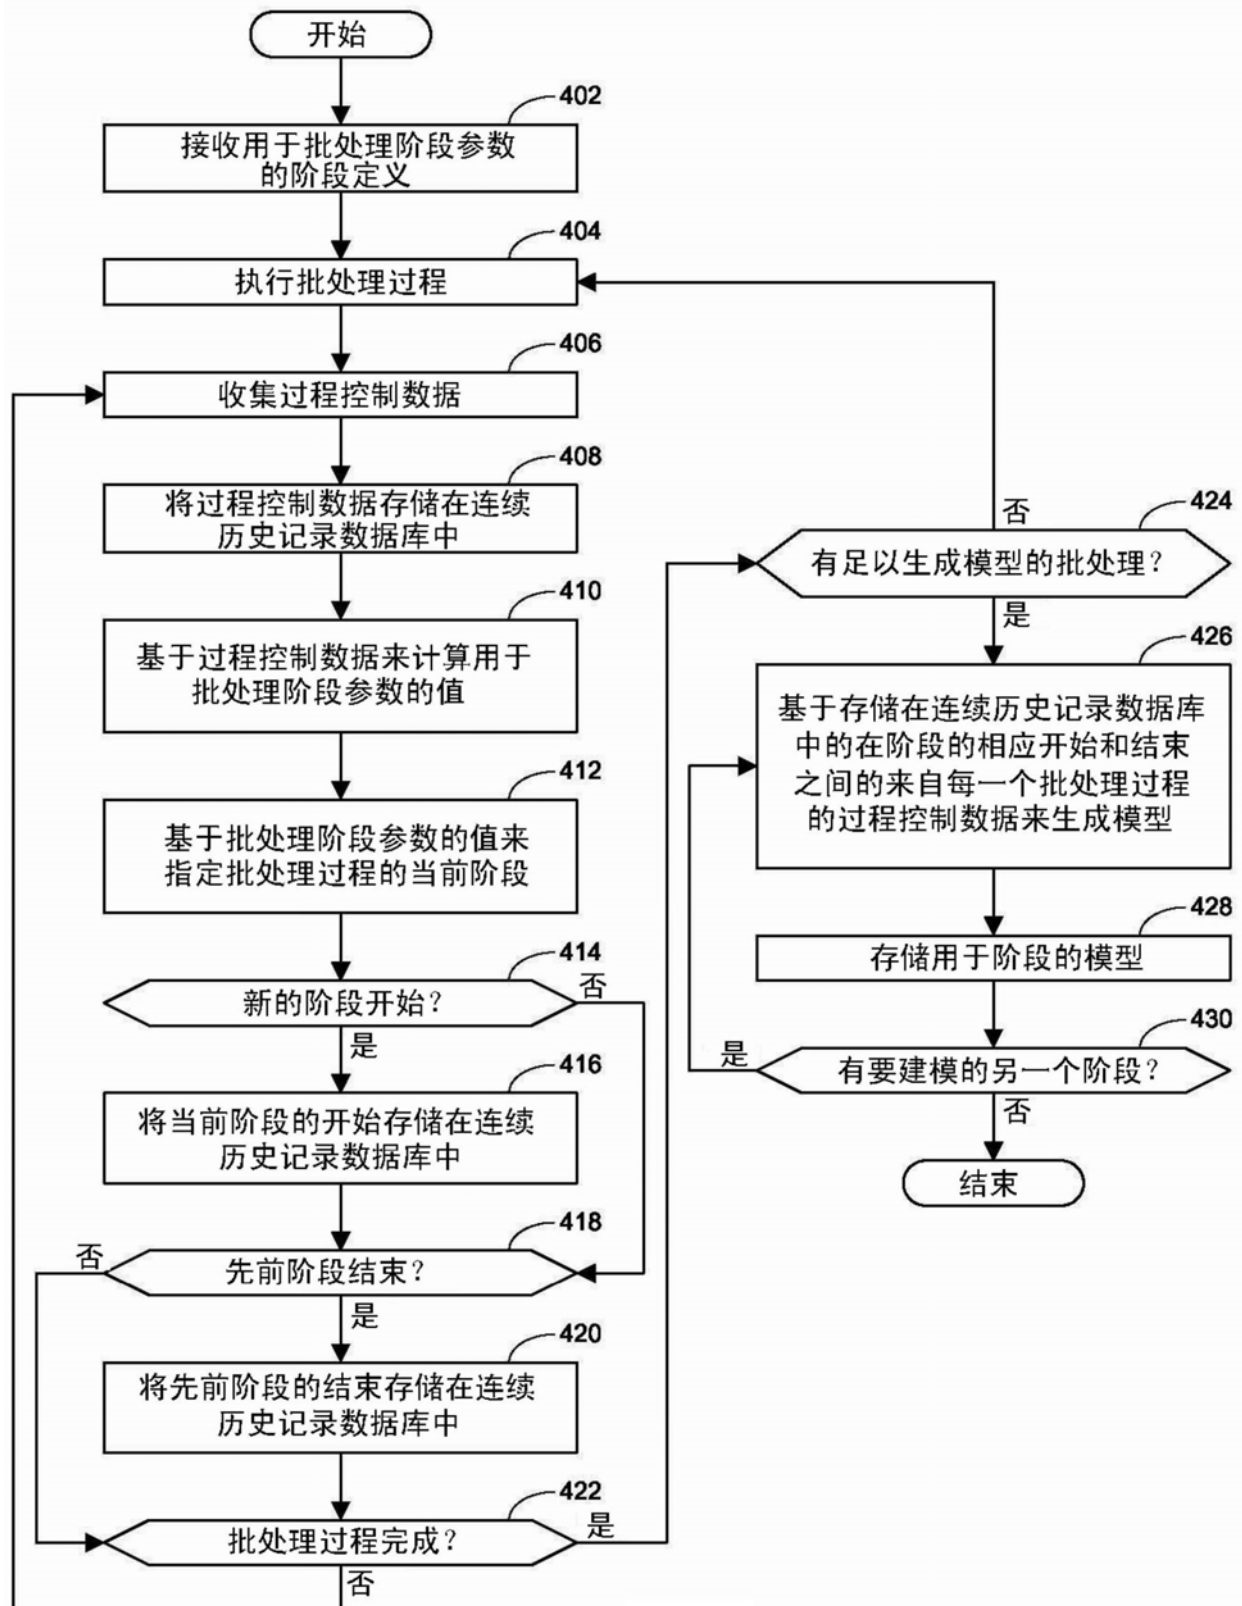 开始
402
接收用于批处理阶段参数
的阶段定义
404
执行批处理过程
406
收集过程控制数据
408
将过程控制数据存储在连续
历史记录数据库中
410
基于过程控制数据来计算用于
批处理阶段参数的值
412
基于批处理阶段参数的值来
指定批处理过程的当前阶段
414
新的阶段开始？
否
是
416
将当前阶段的开始存储在连续
历史记录数据库中
418
否
先前阶段结束？
是
420
将先前阶段的结束存储在连续
历史记录数据库中
422
批处理过程完成？
是
否
424
否
有足以生成模型的批处理？
是
426
基于存储在连续历史记录数据库
中的在阶段的相应开始和结束
之间的来自每一个批处理过程
的过程控制数据来生成模型
428
存储用于阶段的模型
430
是
有要建模的另一个阶段？
否
结束